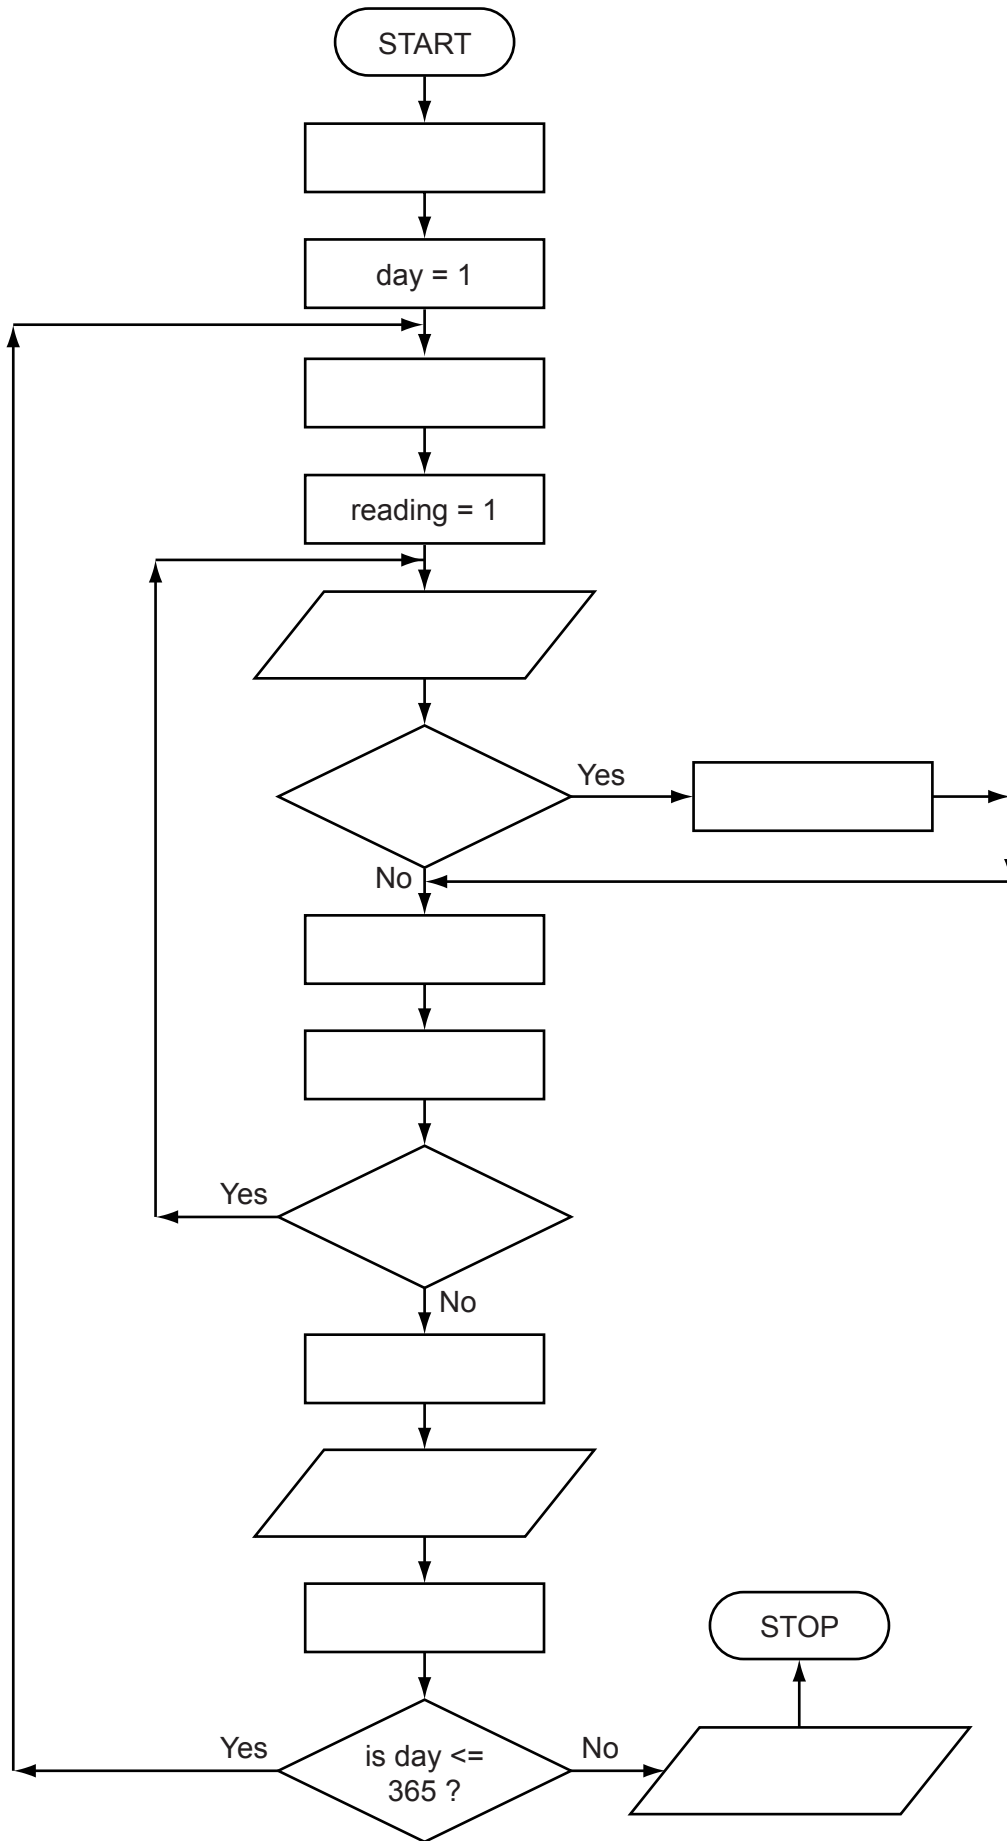 START
day = 1
reading = 1
Yes
No
Yes
No
STOP
Yes
is day <=
365 ?
No